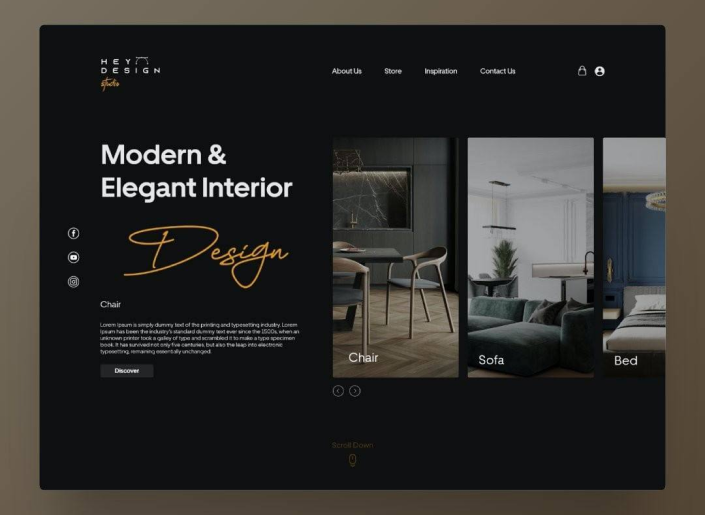 HEY
DESIGN
studio
About Us
Store
Inspiration
Contact Us
Modern &
Elegant Interior
Design
Chair
Lorem Ipsum is simply dummy text of the printing and typesetting industry. Lorem
Ipsum has been the industry's standard dummy text ever since the 1500s, when an
unknown printer took a galley of type and scrambled it to make a type specimen
book. It has survived not only five centuries, but also the leap into electronic
typesetting, remaining essentially unchanged.
Discover
Chair
Sofa
Bed
Scroll Down